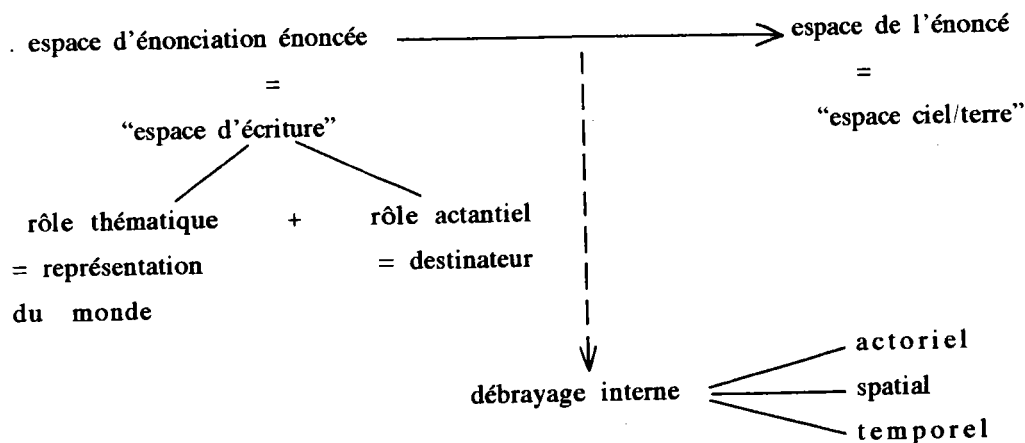 . espace d'énonciation énoncée
espace de l'énoncé
=
=
“espace d'écriture”
“espace ciel/terre”
rôle thématique + rôle actantiel
= représentation = destinateur
du monde
actoriel
débrayage interne spatial
temporel